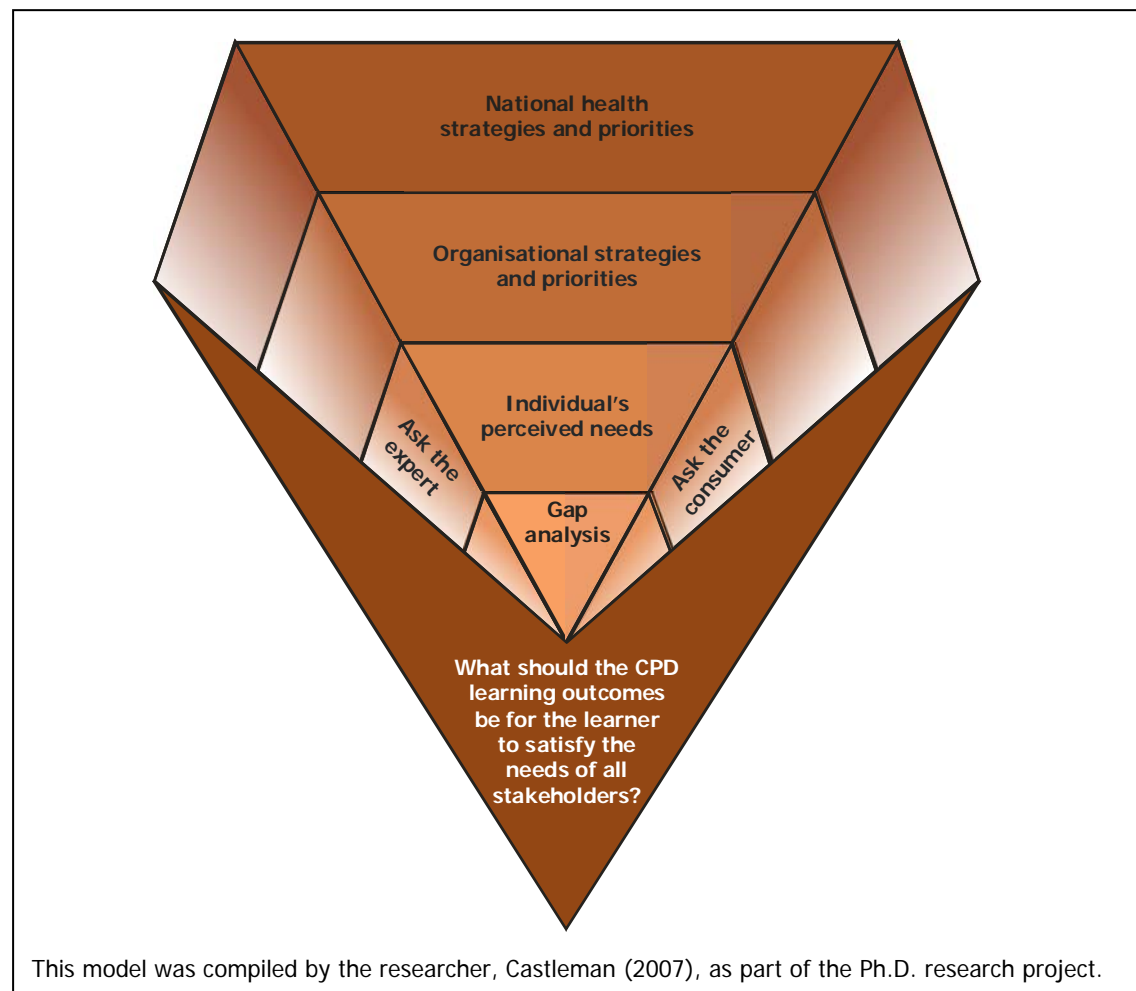 National health
strategies and priorities
Organisational strategies
and priorities
Individual's
perceived needs
Ask the
expert
Ask the
consumer
Gap
analysis
What should the CPD
learning outcomes
be for the learner
to satisfy the
needs of all
stakeholders?
This model was compiled by the researcher, Castleman (2007), as part of the Ph.D. research project.